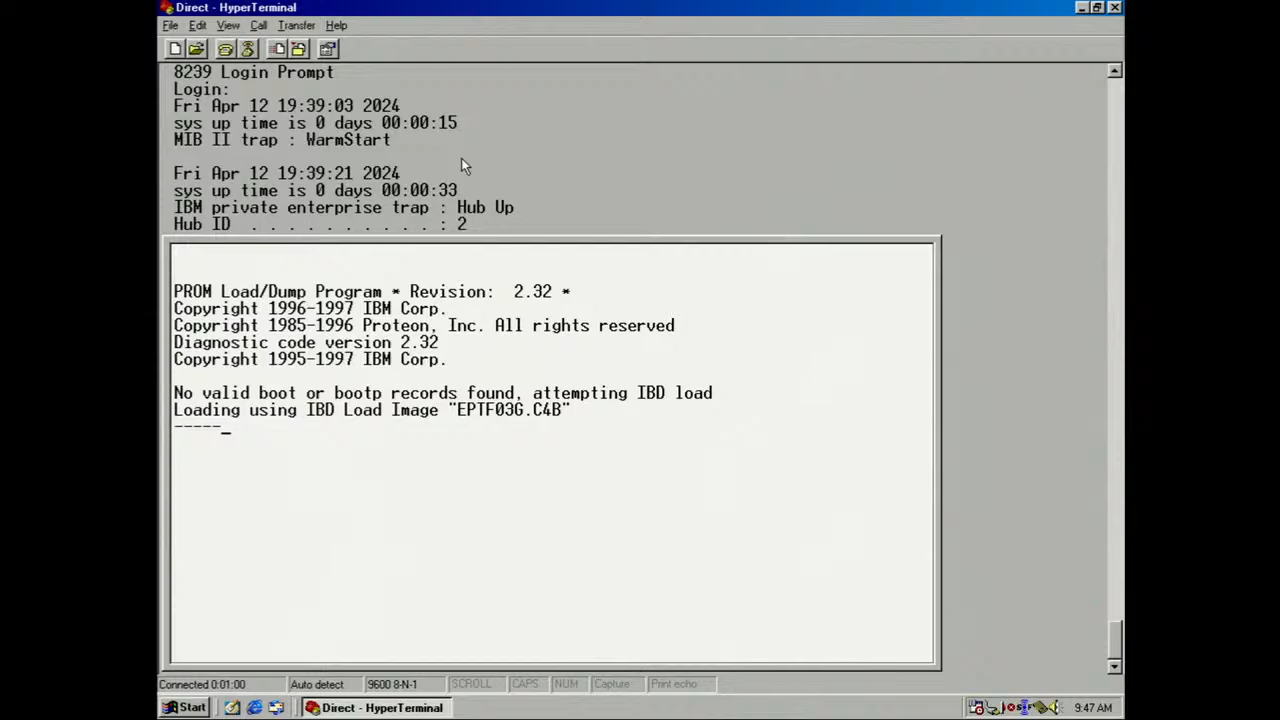 Direct - HyperTerminal
File Edit View Call Transfer Help
8239 Login Prompt
Login:
Fri Apr 12 19:39:03 2024
sys up time is 0 days 00:00:15
MIB II trap : WarmStart
Fri Apr 12 19:39:21 2024
sys up time is 0 days 00:00:33
IBM private enterprise trap : Hub Up
Hub ID . . . . . . . . . . . : 2
PROM Load/Dump Program * Revision: 2.32 *
Copyright 1996-1997 IBM Corp.
Copyright 1985-1996 Proteon, Inc. All rights reserved
Diagnostic code version 2.32
Copyright 1995-1997 IBM Corp.
No valid boot or bootp records found, attempting IBD load
Loading using IBD Load Image "EPTF03G.C4B"
-----_
Connected 0:01:00 Auto detect 9600 8-N-1 SCROLL CAPS NUM Capture Print echo
Start Direct - HyperTerminal 9:47 AM